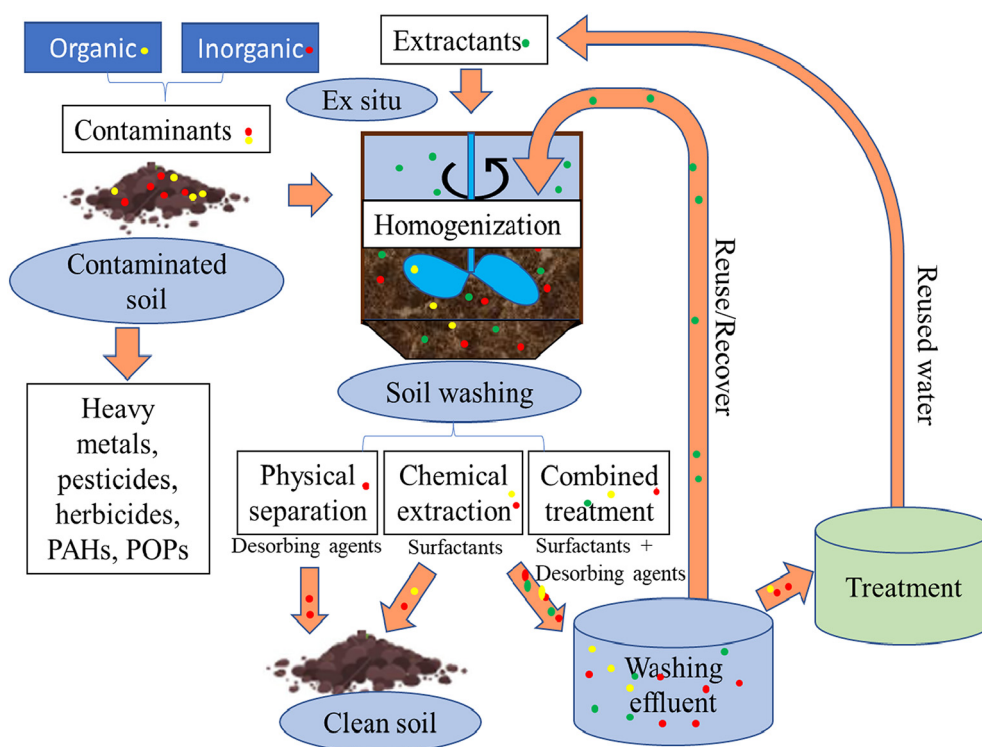 Organic
Inorganic
Extractants
Ex situ
Contaminants
Homogenization
Contaminated
soil
Reuse/Recover
Reused water
Soil washing
Heavy
metals,
pesticides,
herbicides,
PAHs, POPs
Physical
separation
Chemical
extraction
Combined
treatment
Desorbing agents
Surfactants
Surfactants +
Desorbing agents
Treatment
Washing
effluent
Clean soil